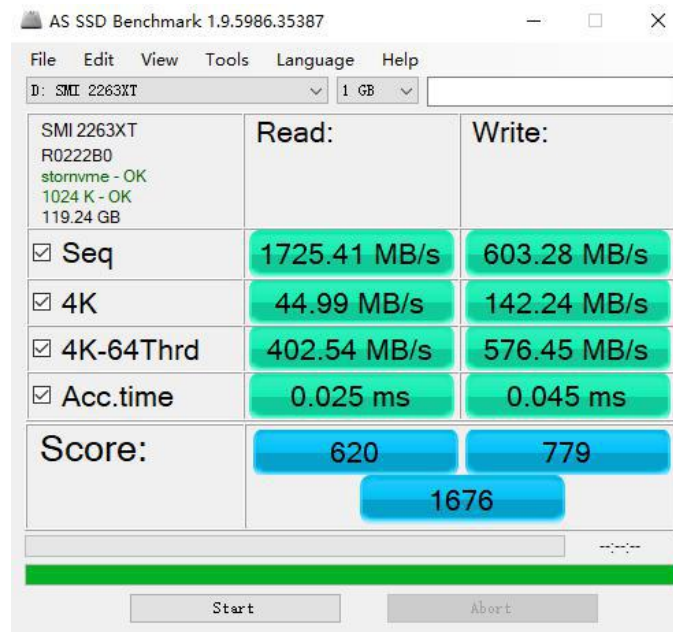 AS SSD Benchmark 1.9.5986.35387
File Edit View Tools Language Help
D: SMI 2263XT 1 GB
SMI 2263XT
R0222B0
stornvme - OK
1024 K - OK
119.24 GB
Read: Write:
Seq 1725.41 MB/s 603.28 MB/s
4K 44.99 MB/s 142.24 MB/s
4K-64Thrd 402.54 MB/s 576.45 MB/s
Acc.time 0.025 ms 0.045 ms
Score: 620 779
1676
--:--:--
Start Abort